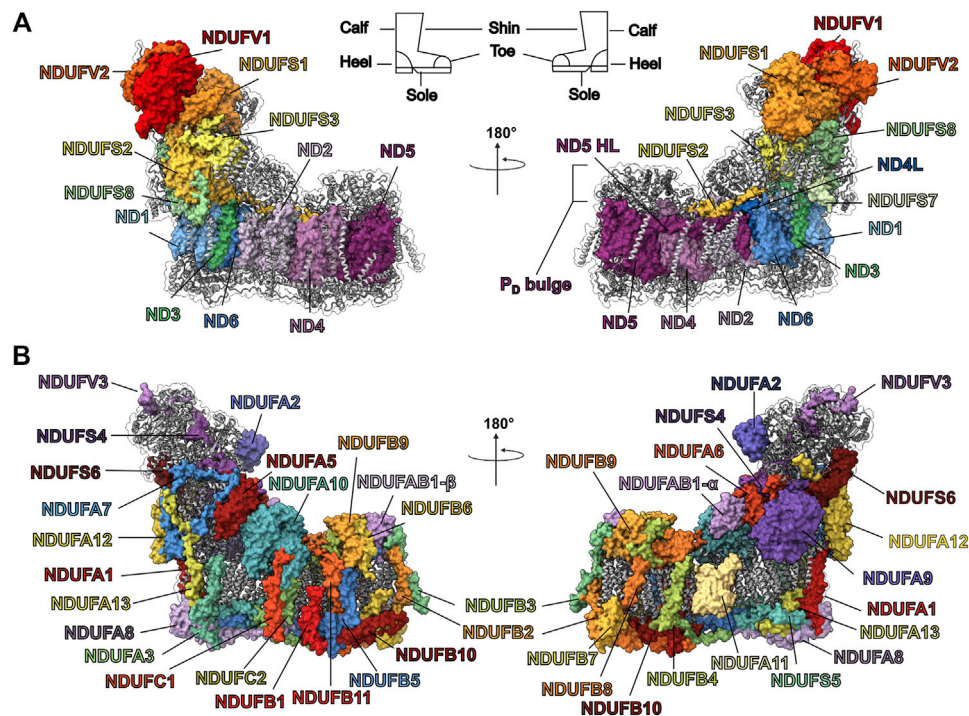 A
NDUFV1
NDUFV2
NDUFS1
NDUFS3
NDUFS2
ND2
ND5
NDUFS8
ND1
ND3
ND6
ND4
Calf
Shin
Calf
Heel
Toe
Heel
Sole
Sole
180°
NDUFV1
NDUFS1
NDUFV2
NDUFS3
NDUFS8
ND5 HL
NDUFS2
ND4L
NDUFS7
ND1
PD bulge
ND3
ND5
ND4
ND2
ND6
B
NDUFV3
NDUFA2
NDUFS4
NDUFB9
NDUFS6
NDUFA5
NDUFA10
NDUFAB1-β
NDUFA7
NDUFB6
NDUFA12
NDUFA1
NDUFA13
NDUFA8
NDUFB2
NDUFA3
NDUFB10
NDUFC1
NDUFC2
NDUFB5
NDUFB1
NDUFB11
180°
NDUFA2
NDUFV3
NDUFS4
NDUFA6
NDUFB9
NDUFAB1-α
NDUFS6
NDUFA12
NDUFA9
NDUFB3
NDUFA1
NDUFA13
NDUFA8
NDUFB7
NDUFA11
NDUFB8
NDUFB4
NDUFS5
NDUFB10